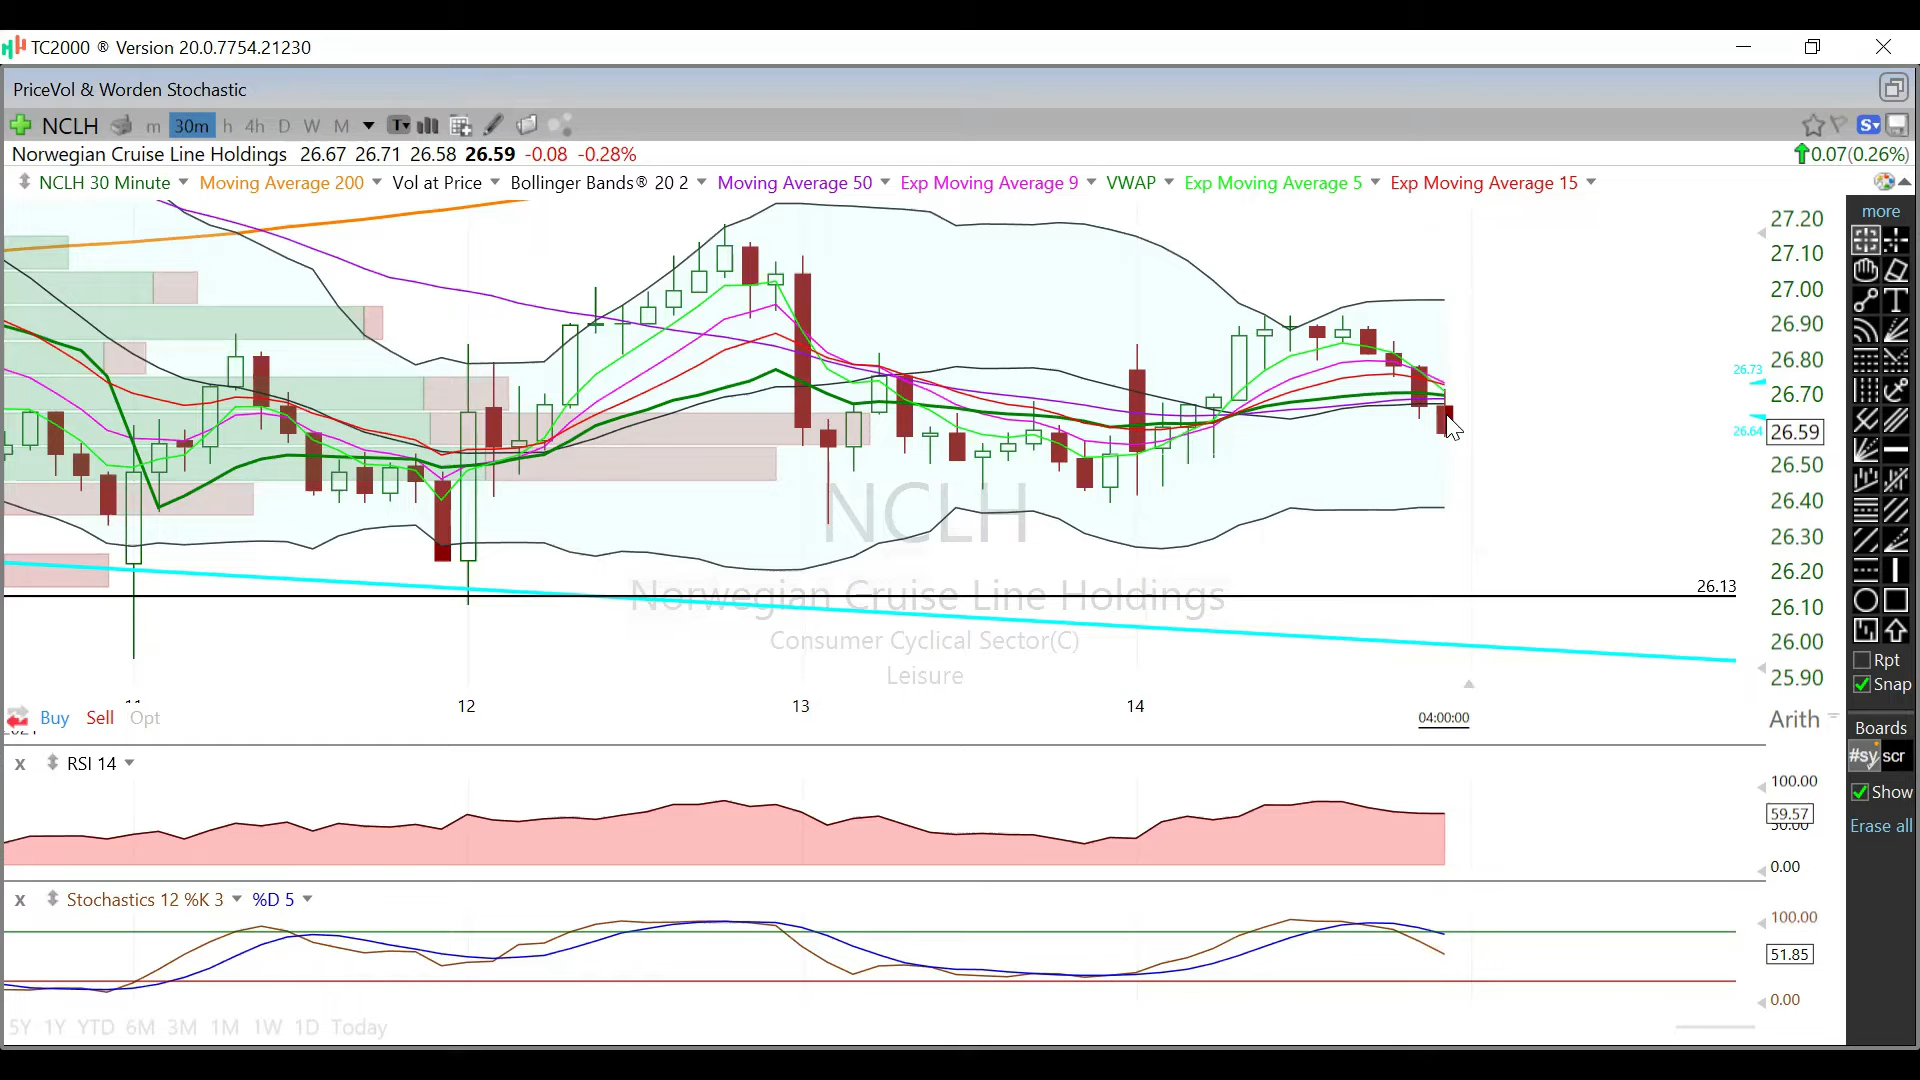 TC2000 ® Version 20.0.7754.21230
PriceVol & Worden Stochastic
NCLH m 30m h 4h D W M T S
Norwegian Cruise Line Holdings 26.67 26.71 26.58 26.59 -0.08 -0.28% 0.07(0.26%)
NCLH 30 Minute Moving Average 200 Vol at Price Bollinger Bands® 20 2 Moving Average 50 Exp Moving Average 9 VWAP Exp Moving Average 5 Exp Moving Average 15
more
27.20
27.10
27.00
26.90
26.80
26.73
26.70
26.64 26.59
26.50
26.40
26.30
26.20
26.13
26.10
26.00
25.90
NCLH
Norwegian Cruise Line Holdings
Consumer Cyclical Sector(C)
Leisure
Rpt
Snap
12 13 14
Buy Sell Opt
04:00:00
Arith
Boards
#sy scr
Show
Erase all
RSI 14
100.00
59.57
50.00
0.00
Stochastics 12 %K 3 %D 5
100.00
51.85
0.00
5Y 1Y YTD 6M 3M 1M 1W 1D Today